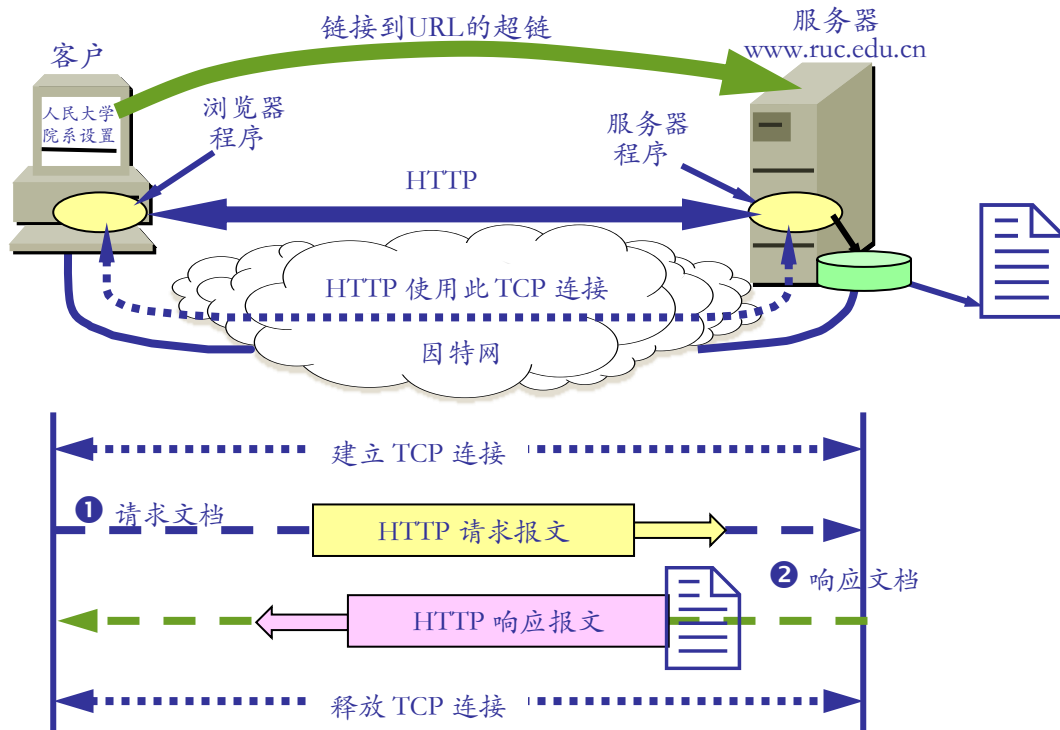 链接到URL的超链
服务器
www.ruc.edu.cn
客户
人民大学
院系设置
浏览器
程序
服务器
程序
HTTP
HTTP 使用此 TCP 连接
因特网
建立 TCP 连接
❶ 请求文档
HTTP 请求报文
❷ 响应文档
HTTP 响应报文
释放 TCP 连接